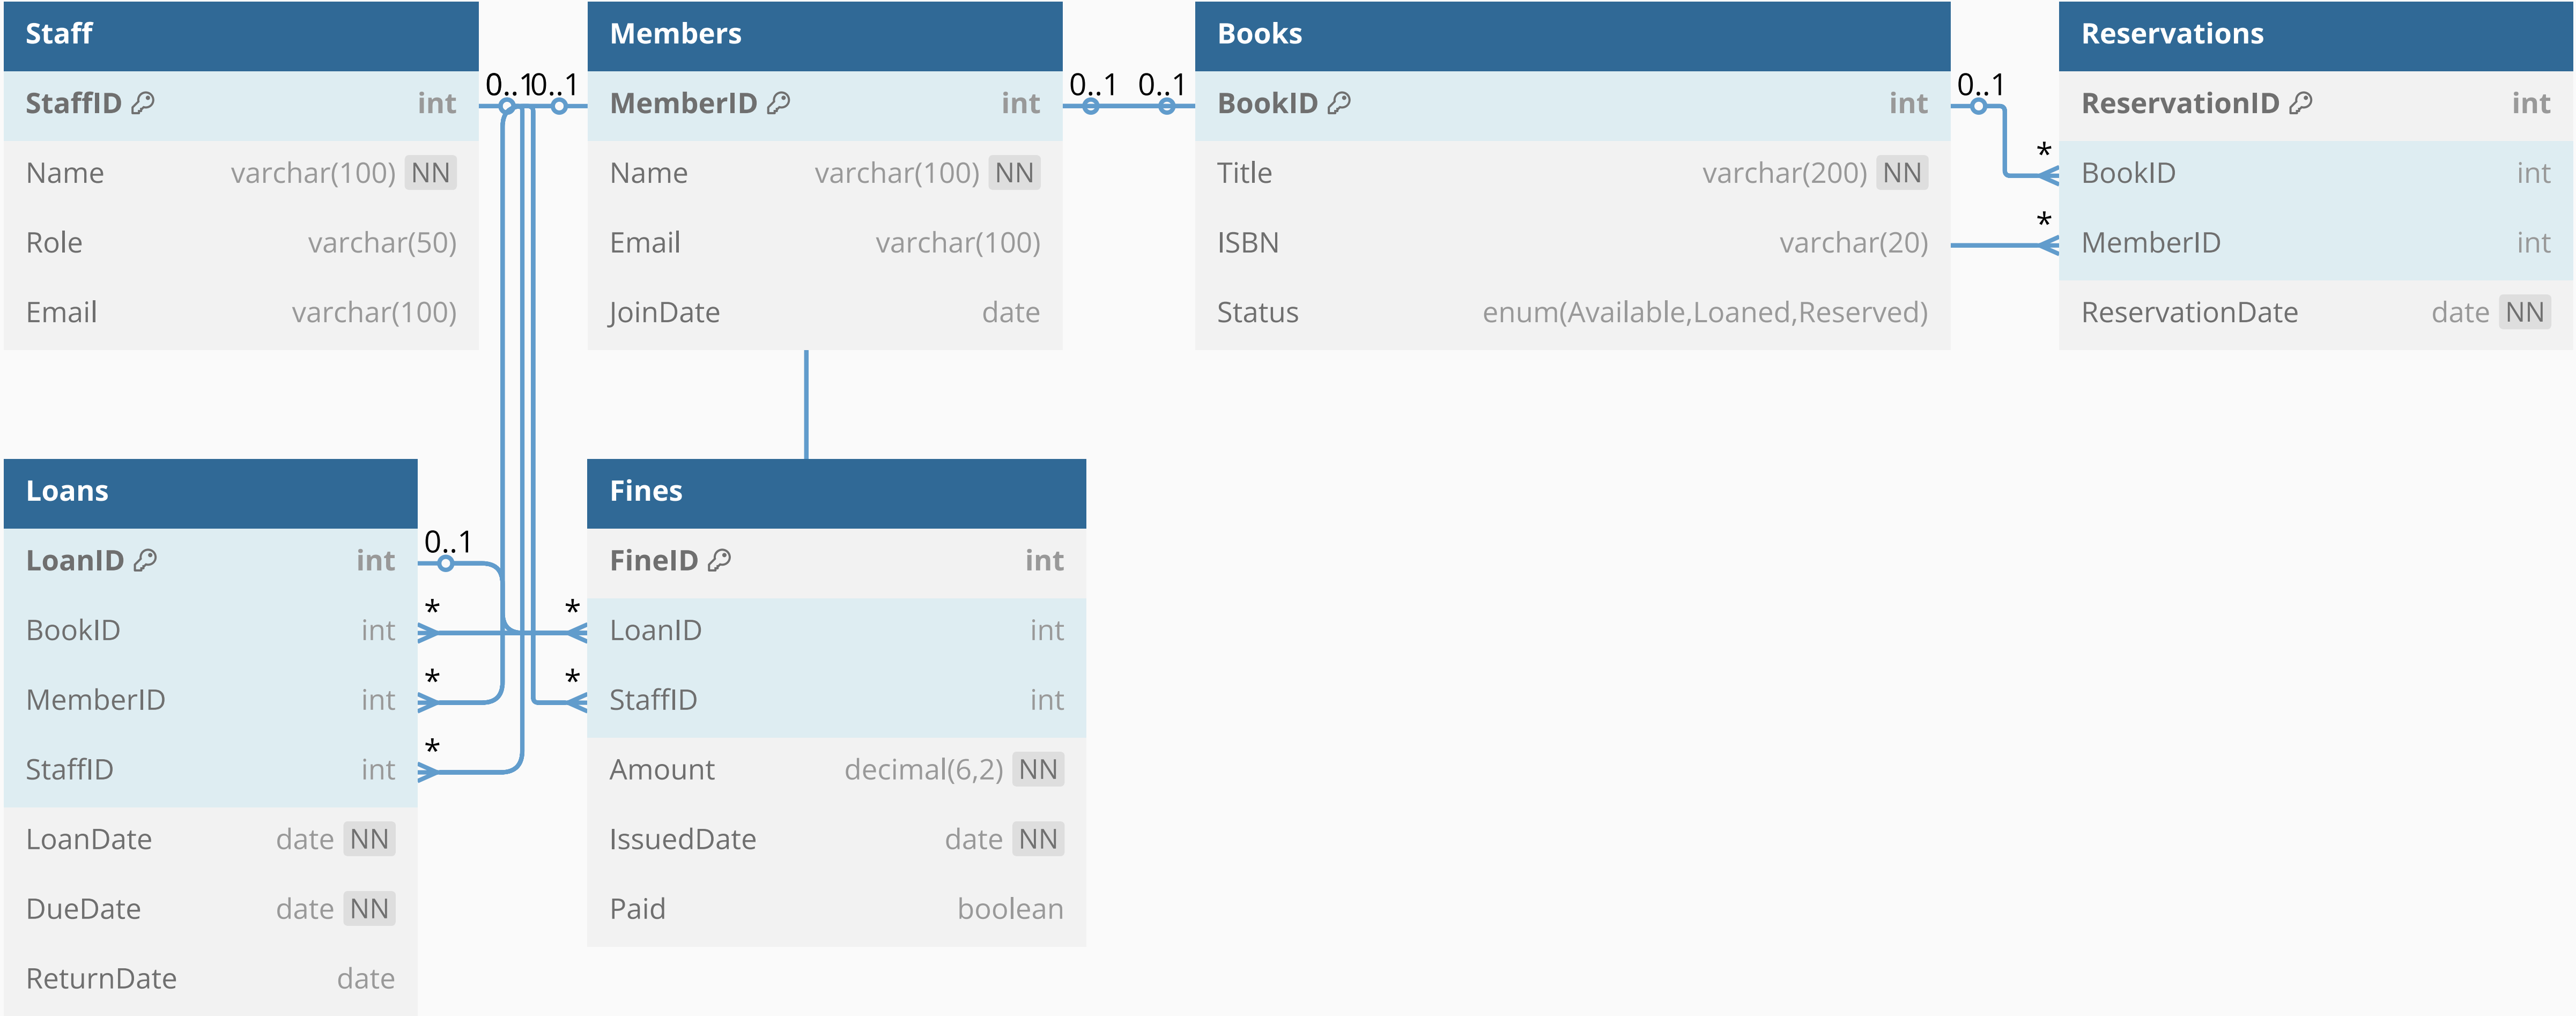 Staff
StaffID int
Name varchar(100) NN
Role varchar(50)
Email varchar(100)
0..1
0..1
Members
MemberID int
Name varchar(100) NN
Email varchar(100)
JoinDate date
0..1
0..1
Books
BookID int
Title varchar(200) NN
ISBN varchar(20)
Status enum(Available,Loaned,Reserved)
0..1
*
*
Reservations
ReservationID int
BookID int
MemberID int
ReservationDate date NN
Loans
LoanID int
BookID int
MemberID int
StaffID int
LoanDate date NN
DueDate date NN
ReturnDate date
0..1
*
*
*
*
*
Fines
FineID int
LoanID int
StaffID int
Amount decimal(6,2) NN
IssuedDate date NN
Paid boolean